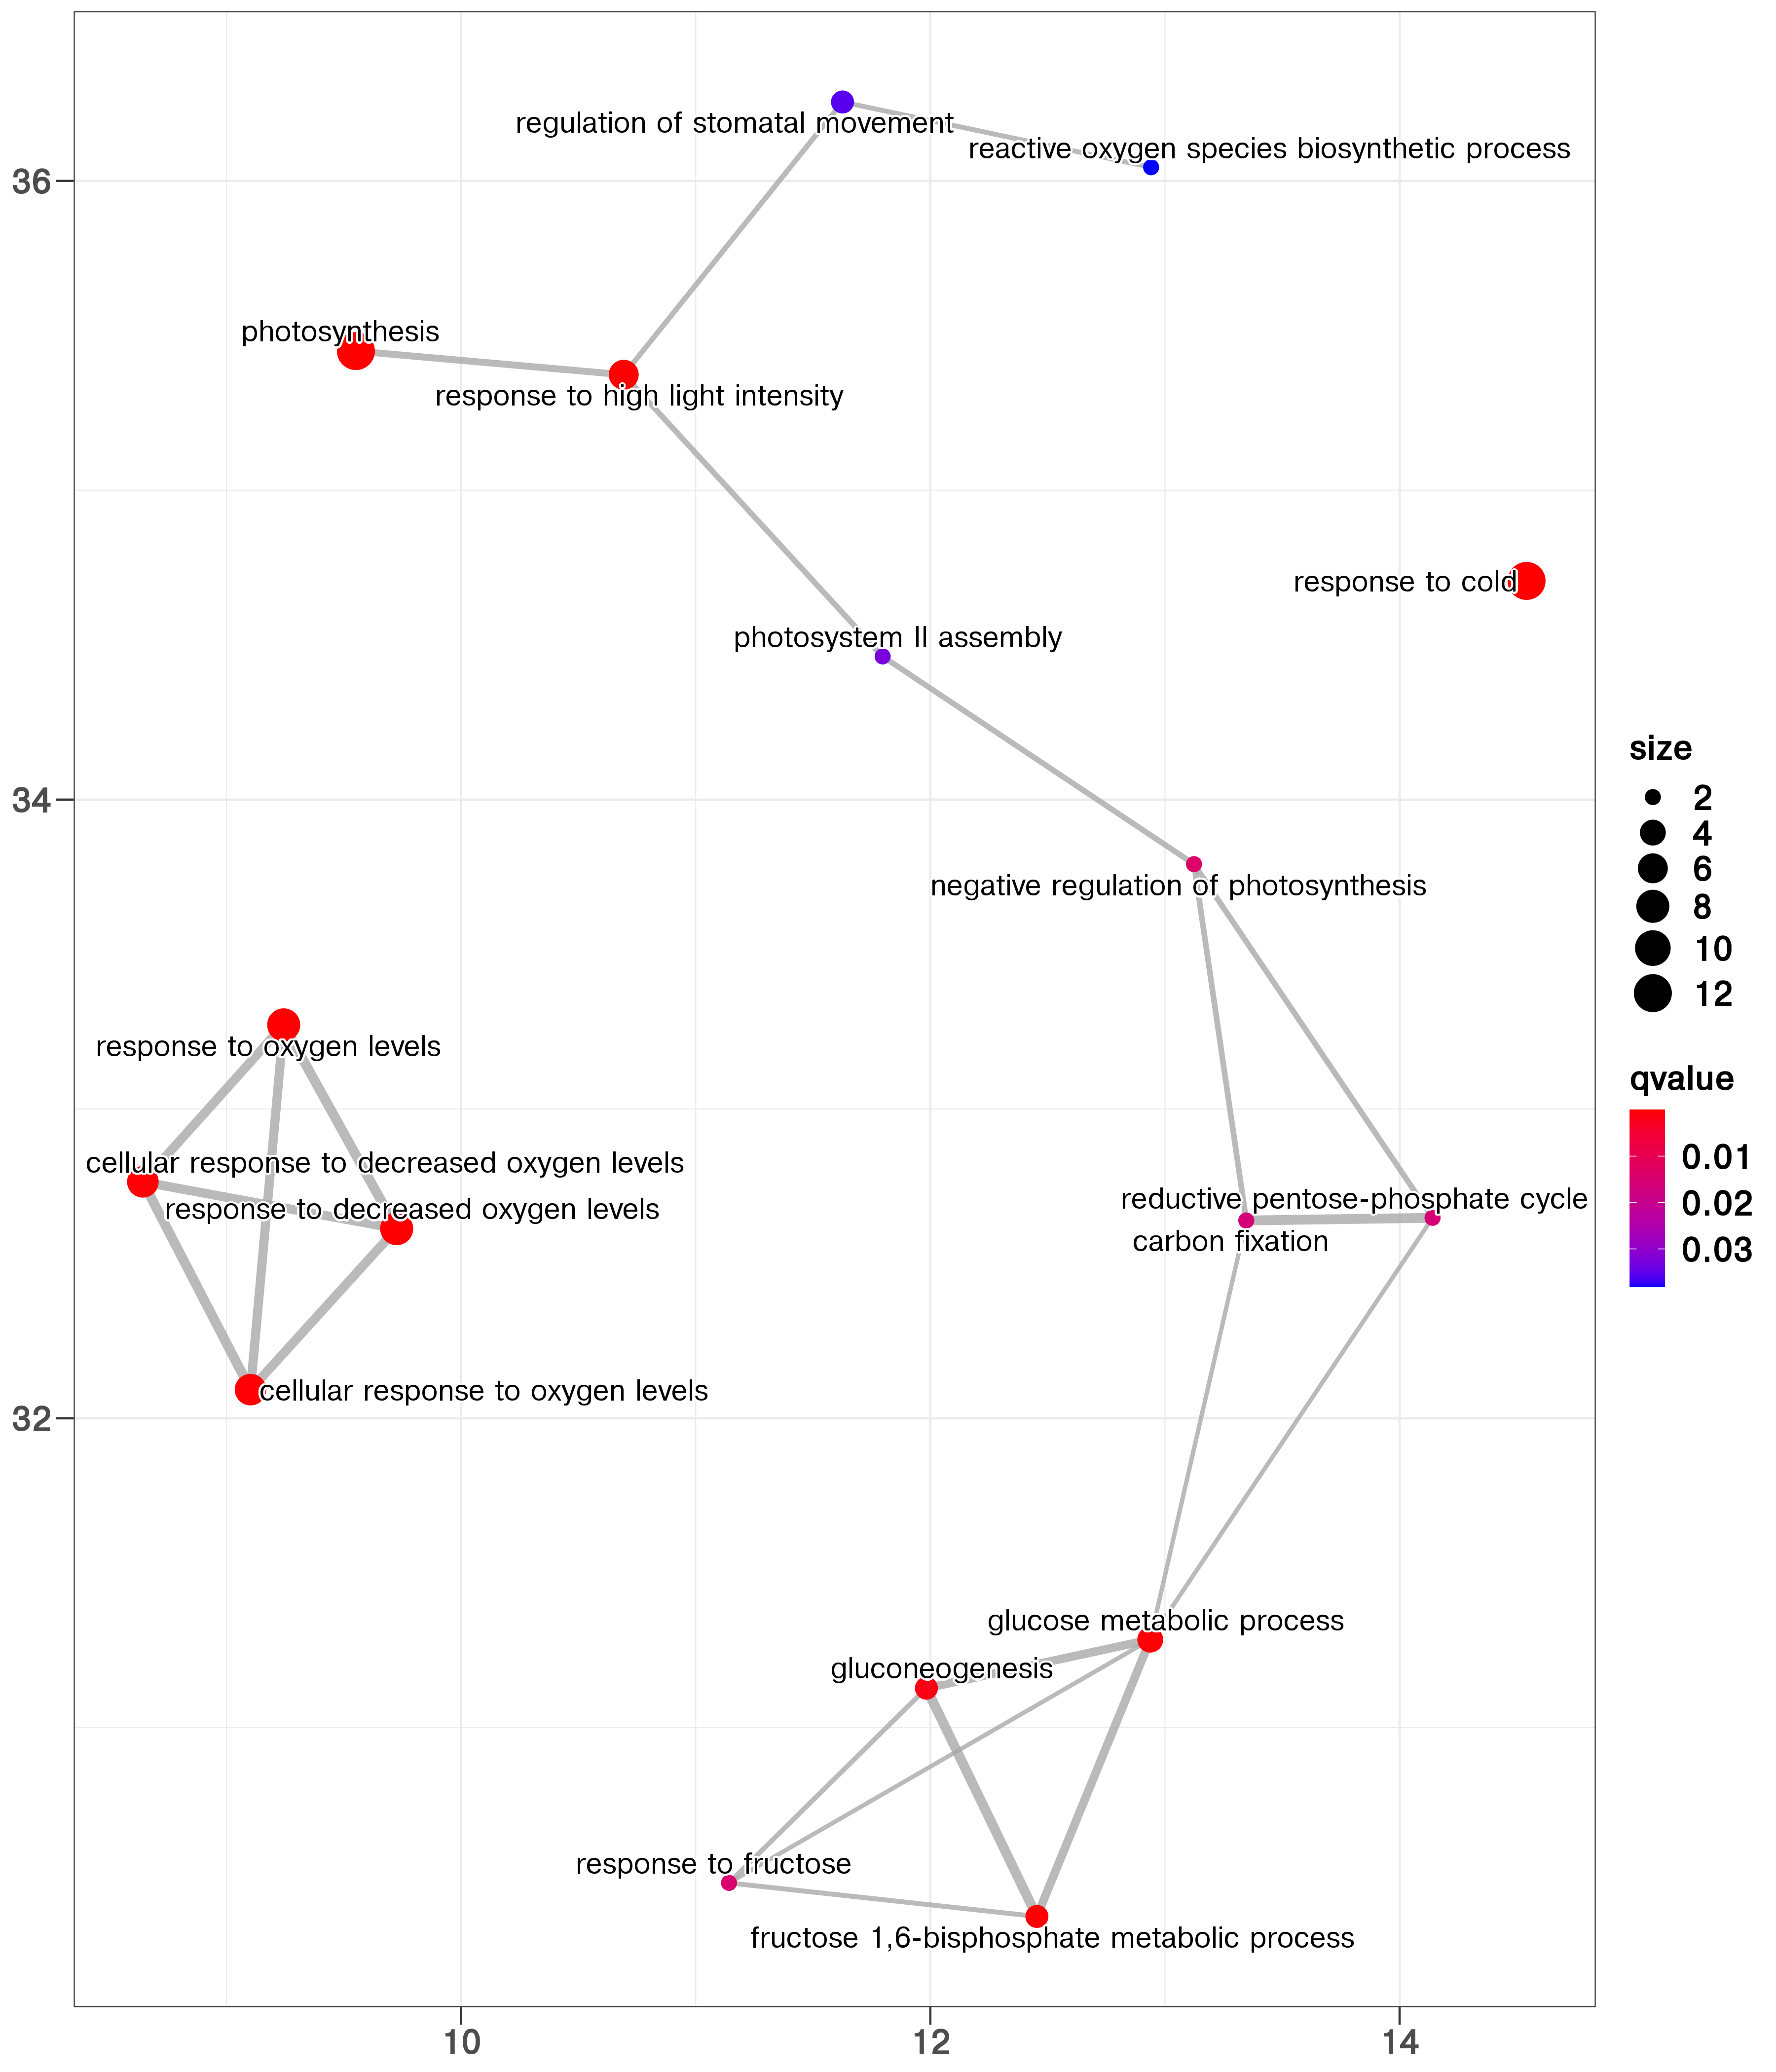 regulation of stomatal movement
reactive oxygen species biosynthetic process
36
photosynthesis
response to high light intensity
response to cold
photosystem II assembly
34
negative regulation of photosynthesis
response to oxygen levels
cellular response to decreased oxygen levels
response to decreased oxygen levels
reductive pentose-phosphate cycle
carbon fixation
cellular response to oxygen levels
32
glucose metabolic process
gluconeogenesis
response to fructose
fructose 1,6-bisphosphate metabolic process
10
12
14
size
2
4
6
8
10
12
qvalue
0.01
0.02
0.03